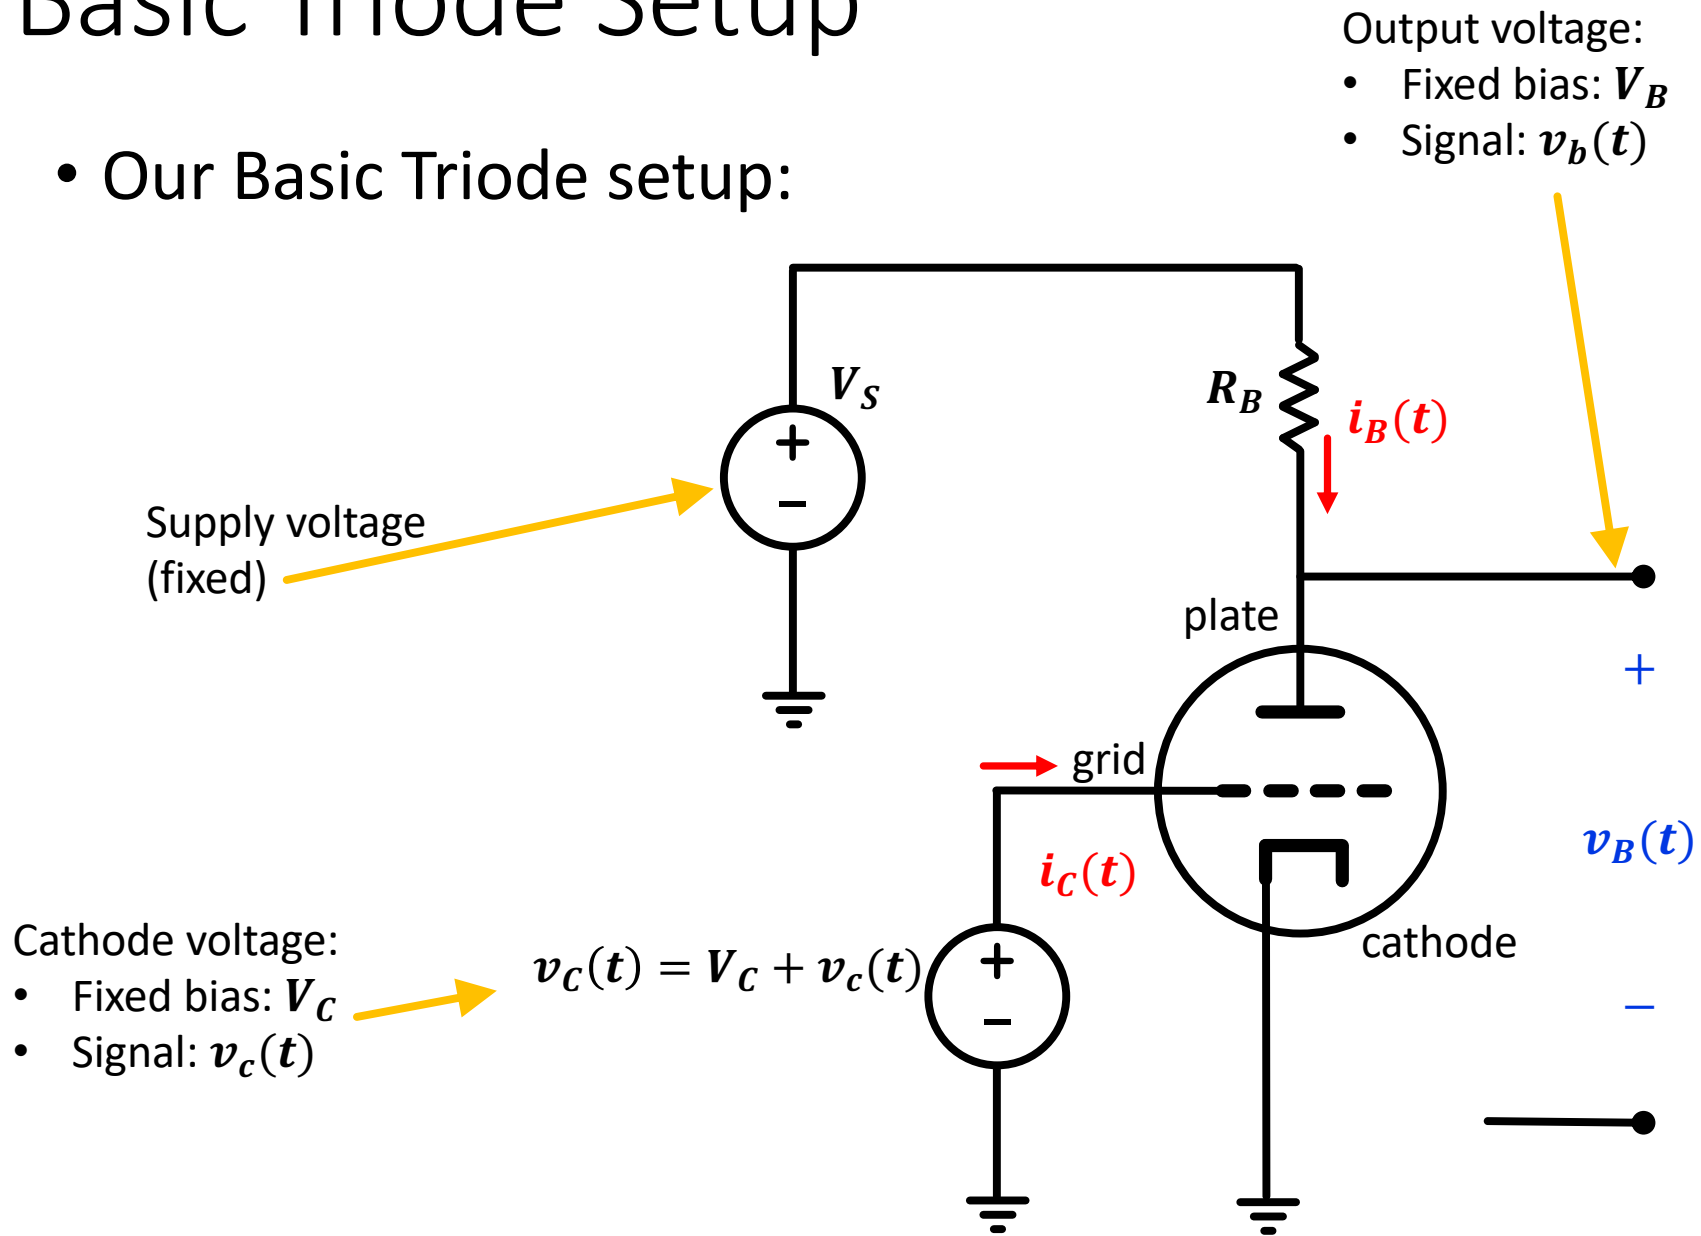 Basic Triode Setup
Output voltage:
• Fixed bias: V_B
• Signal: v_b(t)
• Our Basic Triode setup:
V_S
R_B
i_B(t)
+
−
Supply voltage
(fixed)
plate
+
grid
v_B(t)
i_C(t)
Cathode voltage:
• Fixed bias: V_C
• Signal: v_c(t)
v_C(t) = V_C + v_c(t)
+
−
cathode
−